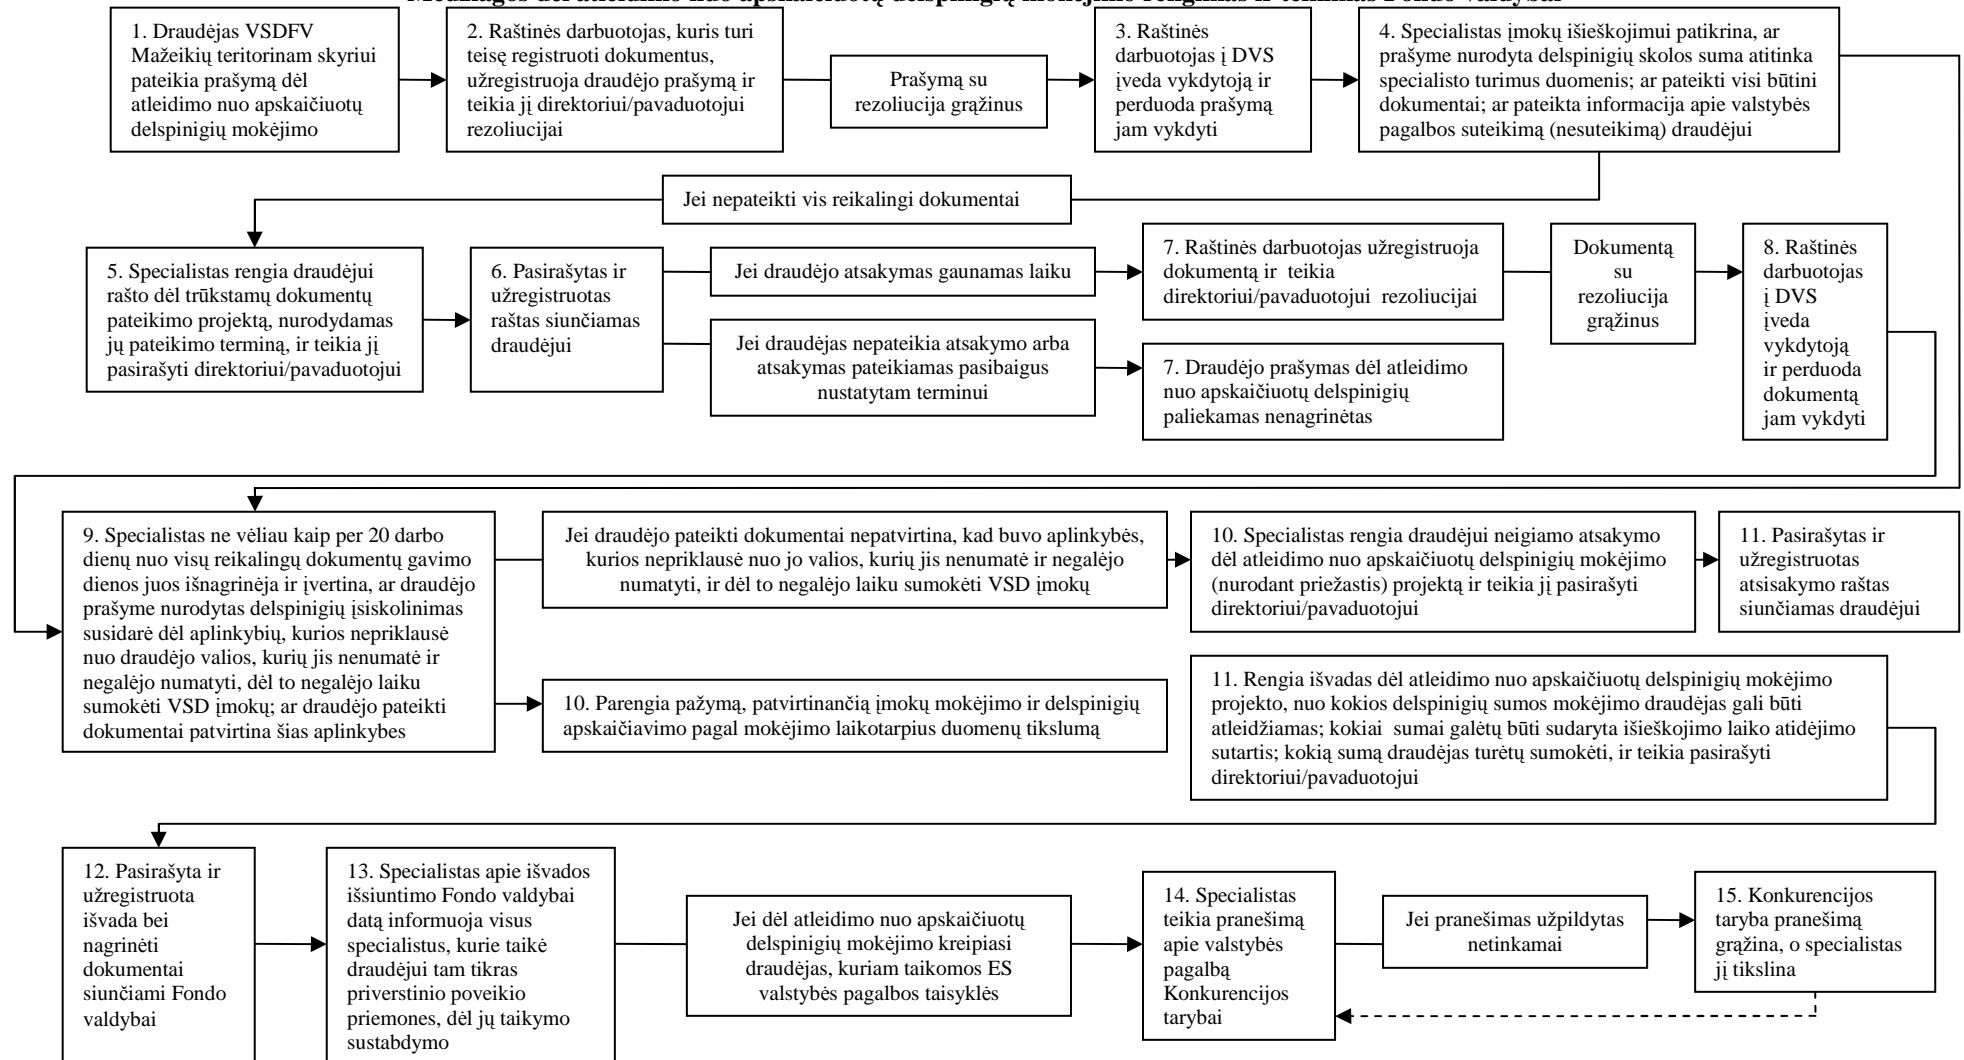 1. Draudėjas VSDFV
Mažeikių teritorinam skyriui
pateikia prašymą dėl
atleidimo nuo apskaičiuotų
delspinigių mokėjimo
2. Raštinės darbuotojas, kuris turi
teisę registruoti dokumentus,
užregistruoja draudėjo prašymą ir
teikia jį direktoriui/pavaduotojui
rezoliucijai
Prašymą su
rezoliucija grąžinus
3. Raštinės
darbuotojas į DVS
įveda vykdytoją ir
perduoda prašymą
jam vykdyti
4. Specialistas įmokų išieškojimui patikrina, ar
prašyme nurodyta delspinigių skolos suma atitinka
specialisto turimus duomenis; ar pateikti visi būtini
dokumentai; ar pateikta informacija apie valstybės
pagalbos suteikimą (nesuteikimą) draudėjui
Jei nepateikti vis reikalingi dokumentai
5. Specialistas rengia draudėjui
rašto dėl trūkstamų dokumentų
pateikimo projektą, nurodydamas
jų pateikimo terminą, ir teikia jį
pasirašyti direktoriui/pavaduotojui
6. Pasirašytas ir
užregistruotas
raštas siunčiamas
draudėjui
Jei draudėjo atsakymas gaunamas laiku
7. Raštinės darbuotojas užregistruoja
dokumentą ir teikia
direktoriui/pavaduotojui rezoliucijai
Dokumentą
su
rezoliucija
grąžinus
8. Raštinės
darbuotojas
į DVS
įveda
vykdytoją
ir perduoda
dokumentą
jam vykdyti
Jei draudėjas nepateikia atsakymo arba
atsakymas pateikiamas pasibaigus
nustatytam terminui
7. Draudėjo prašymas dėl atleidimo
nuo apskaičiuotų delspinigių
paliekamas nenagrinėtas
9. Specialistas ne vėliau kaip per 20 darbo
dienų nuo visų reikalingų dokumentų gavimo
dienos juos išnagrinėja ir įvertina, ar draudėjo
prašyme nurodytas delspinigių įsiskolinimas
susidarė dėl aplinkybių, kurios nepriklausė
nuo draudėjo valios, kurių jis nenumatė ir
negalėjo numatyti, dėl to negalėjo laiku
sumokėti VSD įmokų; ar draudėjo pateikti
dokumentai patvirtina šias aplinkybes
Jei draudėjo pateikti dokumentai nepatvirtina, kad buvo aplinkybės,
kurios nepriklausė nuo jo valios, kurių jis nenumatė ir negalėjo
numatyti, ir dėl to negalėjo laiku sumokėti VSD įmokų
10. Specialistas rengia draudėjui neigiamo atsakymo
dėl atleidimo nuo apskaičiuotų delspinigių mokėjimo
(nurodant priežastis) projektą ir teikia jį pasirašyti
direktoriui/pavaduotojui
11. Pasirašytas ir
užregistruotas
atsisakymo raštas
siunčiamas draudėjui
10. Parengia pažymą, patvirtinančią įmokų mokėjimo ir delspinigių
apskaičiavimo pagal mokėjimo laikotarpius duomenų tikslumą
11. Rengia išvadas dėl atleidimo nuo apskaičiuotų delspinigių mokėjimo
projekto, nuo kokios delspinigių sumos mokėjimo draudėjas gali būti
atleidžiamas; kokiai sumai galėtų būti sudaryta išieškojimo laiko atidėjimo
sutartis; kokią sumą draudėjas turėtų sumokėti, ir teikia pasirašyti
direktoriui/pavaduotojui
12. Pasirašyta ir
užregistruota
išvada bei
nagrinėti
dokumentai
siunčiami Fondo
valdybai
13. Specialistas apie išvados
išsiuntimo Fondo valdybai
datą informuoja visus
specialistus, kurie taikė
draudėjui tam tikras
priverstinio poveikio
priemones, dėl jų taikymo
sustabdymo
Jei dėl atleidimo nuo apskaičiuotų
delspinigių mokėjimo kreipiasi
draudėjas, kuriam taikomos ES
valstybės pagalbos taisyklės
14. Specialistas
teikia pranešimą
apie valstybės
pagalbą
Konkurencijos
tarybai
Jei pranešimas užpildytas
netinkamai
15. Konkurencijos
taryba pranešimą
grąžina, o specialistas
jį tikslina